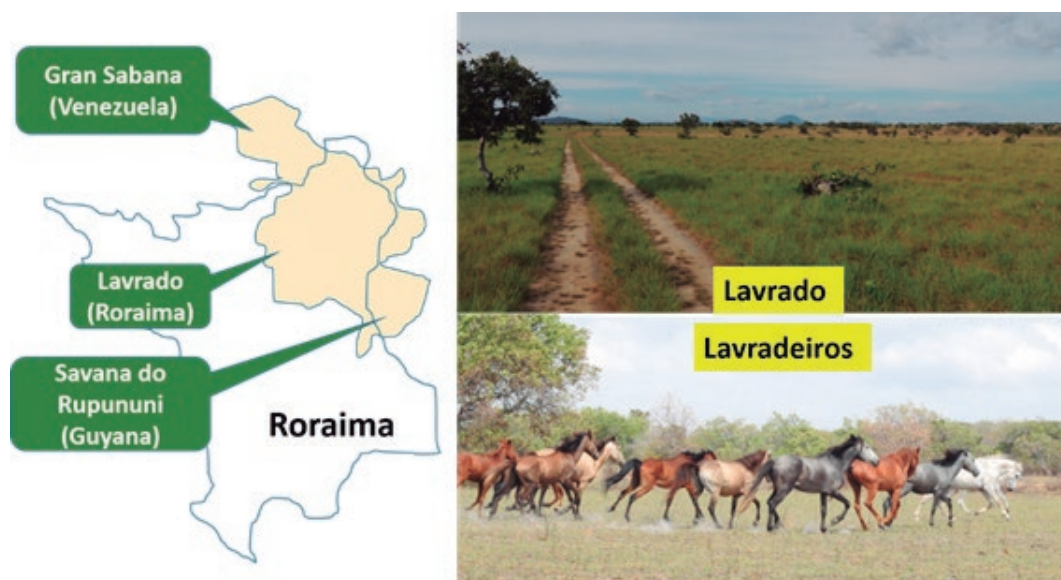 Gran Sabana
(Venezuela)
Lavrado
(Roraima)
Savana do
Rupununi
(Guyana)
Roraima
Lavrado
Lavradeiros